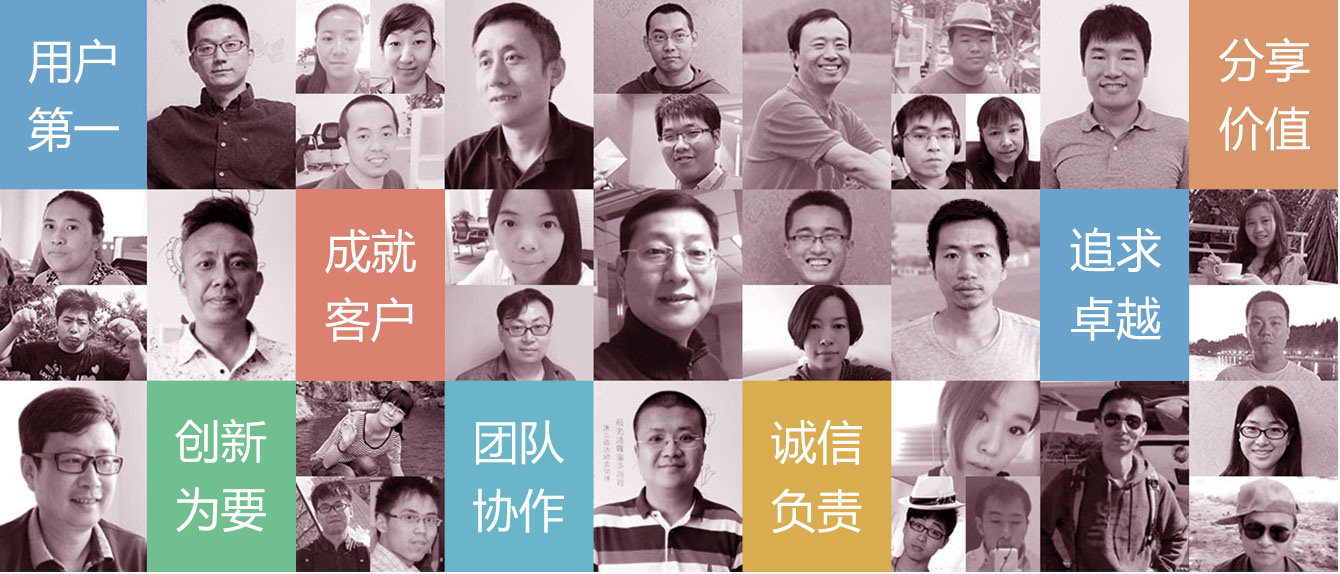 用户
第一
分享
价值
成就
客户
追求
卓越
创新
为要
团队
协作
诚信
负责